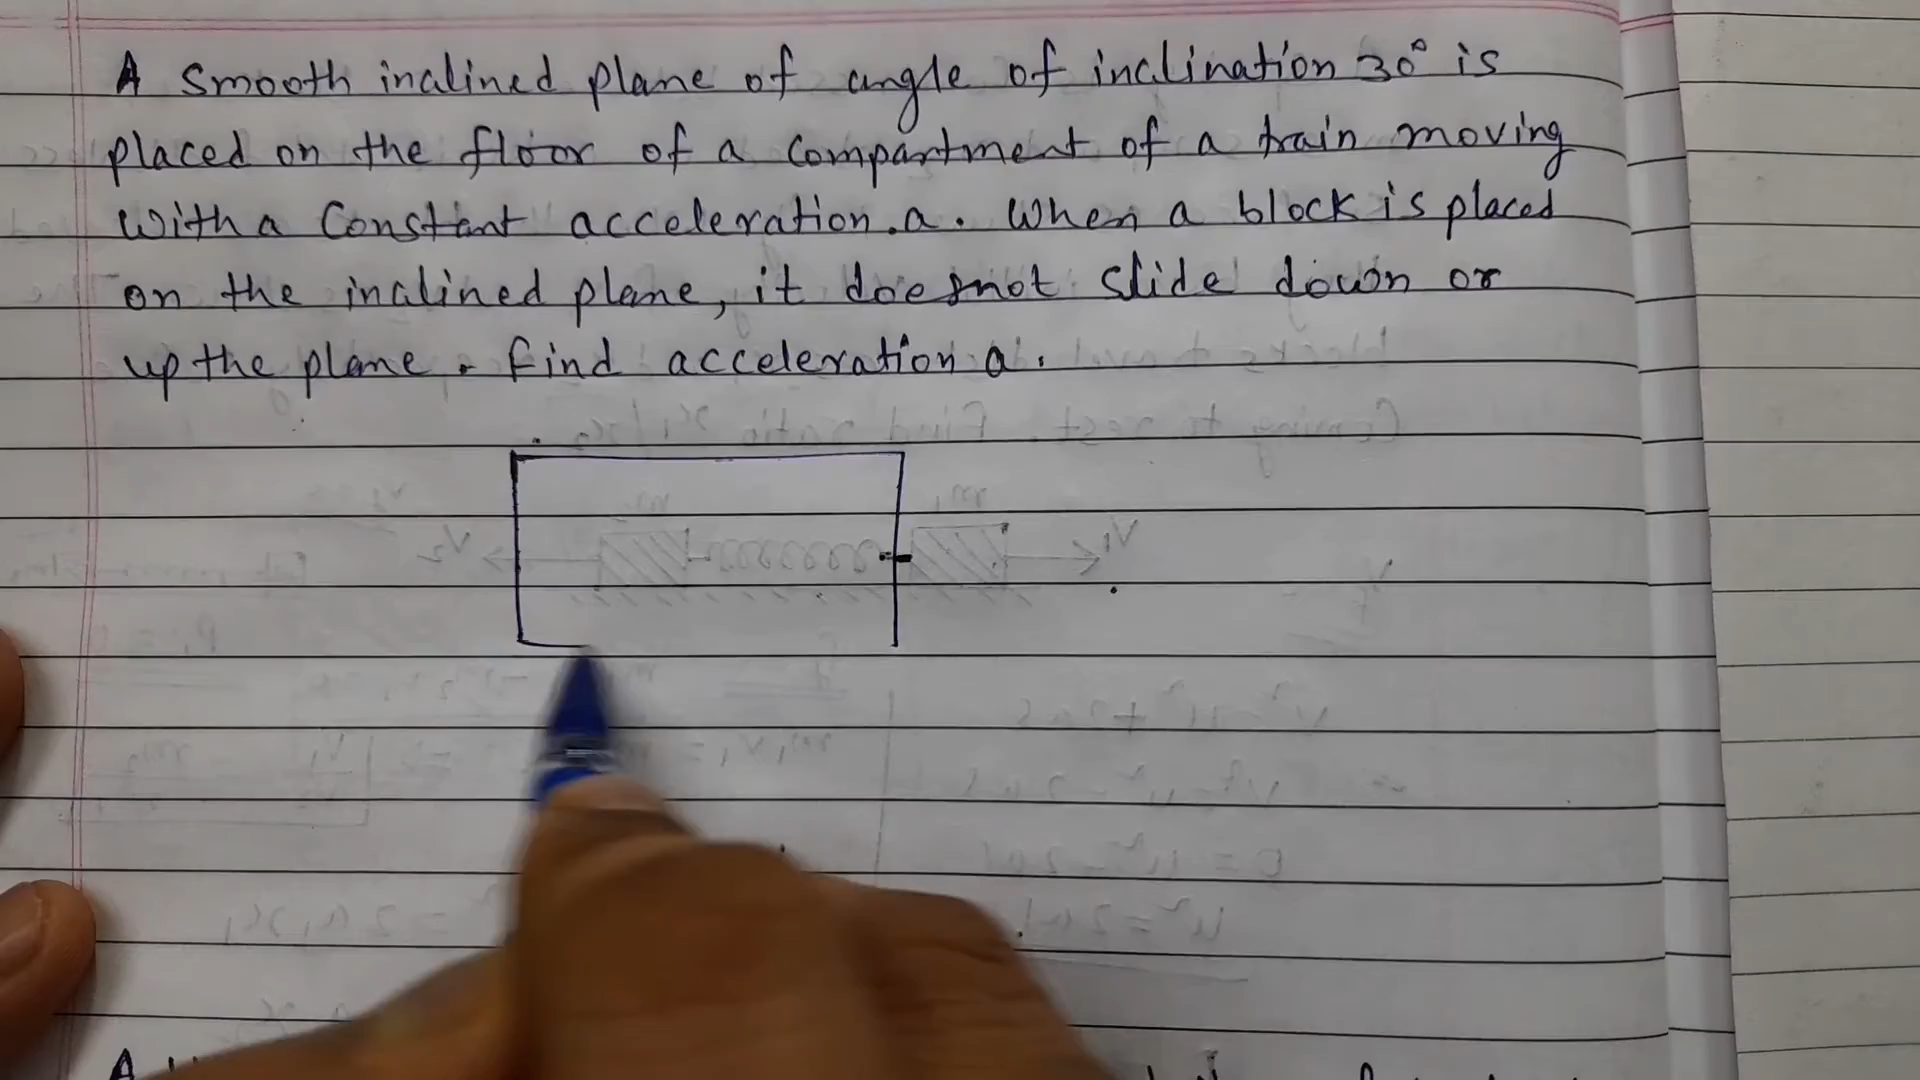 A smooth inclined plane of angle of inclination 30° is
placed on the floor of a compartment of a train moving
with a constant acceleration a. When a block is placed
on the inclined plane, it does not slide down or
up the plane. Find acceleration a.